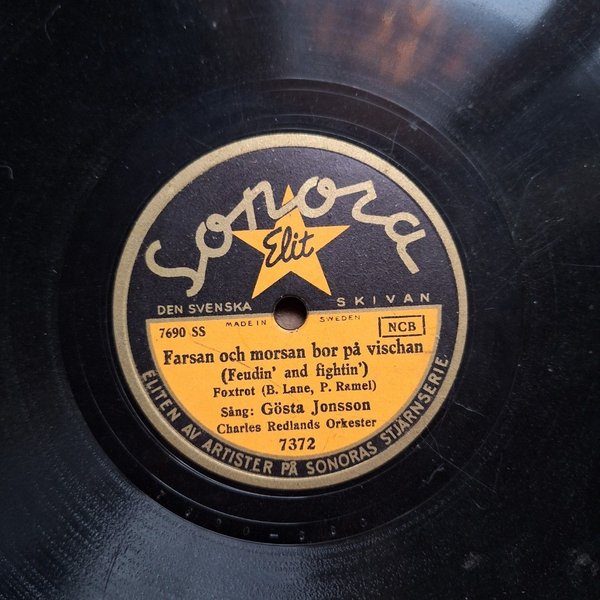 Sonora
Elit
DEN SVENSKA SKIVAN
MADE IN SWEDEN
7690 SS NCB
Farsan och morsan bor på vischan
(Feudin' and fightin')
Foxtrot (B. Lane, P. Ramel)
Sång: Gösta Jonsson
Charles Redlands Orkester
7372
ELITEN AV ARTISTER PÅ SONORAS STJÄRNSERIE